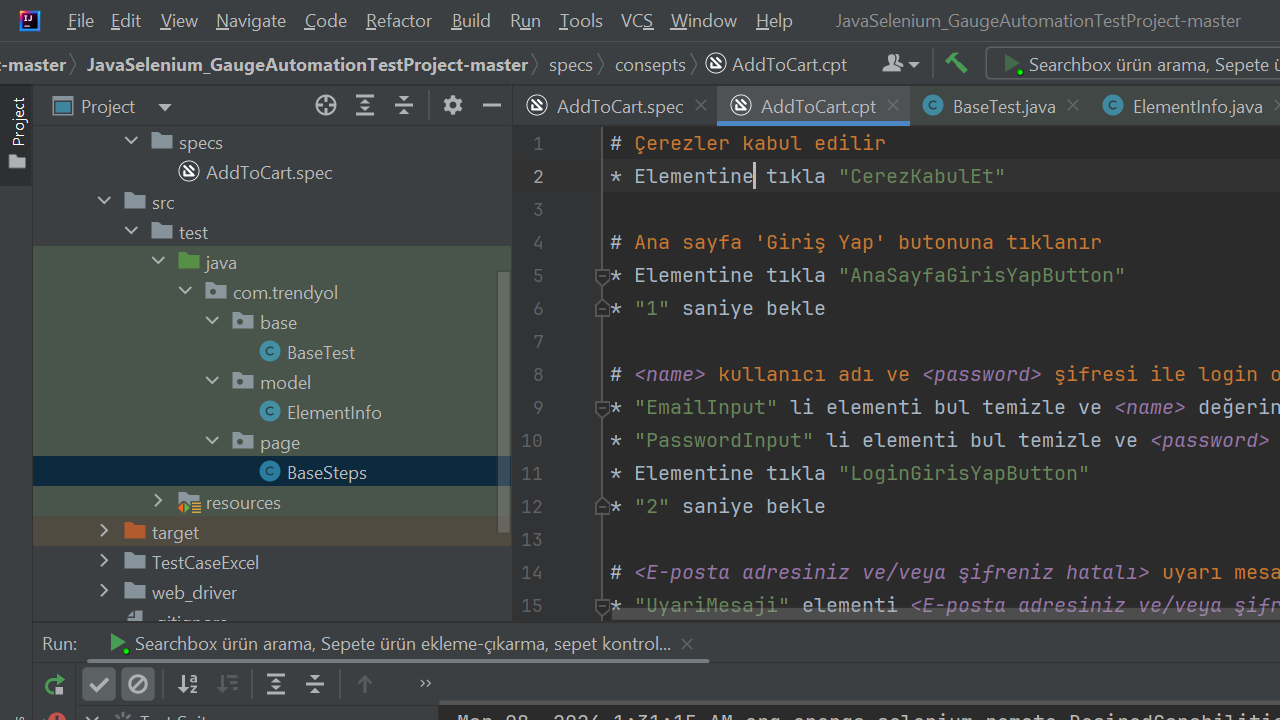 File Edit View Navigate Code Refactor Build Run Tools VCS Window Help JavaSelenium_GaugeAutomationTestProject-master
-master JavaSelenium_GaugeAutomationTestProject-master specs consepts AddToCart.cpt Searchbox ürün arama, Sepete
Project
Project
AddToCart.spec AddToCart.cpt BaseTest.java ElementInfo.java
specs
AddToCart.spec
src
test
java
com.trendyol
base
BaseTest
model
ElementInfo
page
BaseSteps
resources
target
TestCaseExcel
web_driver
.gitignore
1 # Çerezler kabul edilir
2 * Elementine tıkla "CerezKabulEt"
3
4 # Ana sayfa 'Giriş Yap' butonuna tıklanır
5 * Elementine tıkla "AnaSayfaGirisYapButton"
6 * "1" saniye bekle
7
8 # <name> kullanıcı adı ve <password> şifresi ile login o
9 * "EmailInput" li elementi bul temizle ve <name> değerin
10 * "PasswordInput" li elementi bul temizle ve <password>
11 * Elementine tıkla "LoginGirisYapButton"
12 * "2" saniye bekle
13
14 # <E-posta adresiniz ve/veya şifreniz hatalı> uyarı mesa
15 * "UyariMesaji" elementi <E-posta adresiniz ve/veya şifr
Run: Searchbox ürün arama, Sepete ürün ekleme-çıkarma, sepet kontrol...
Test Suit
Mar 08, 2024 1:31:15 AM org.openqa.selenium.remote.DesiredCapabiliti